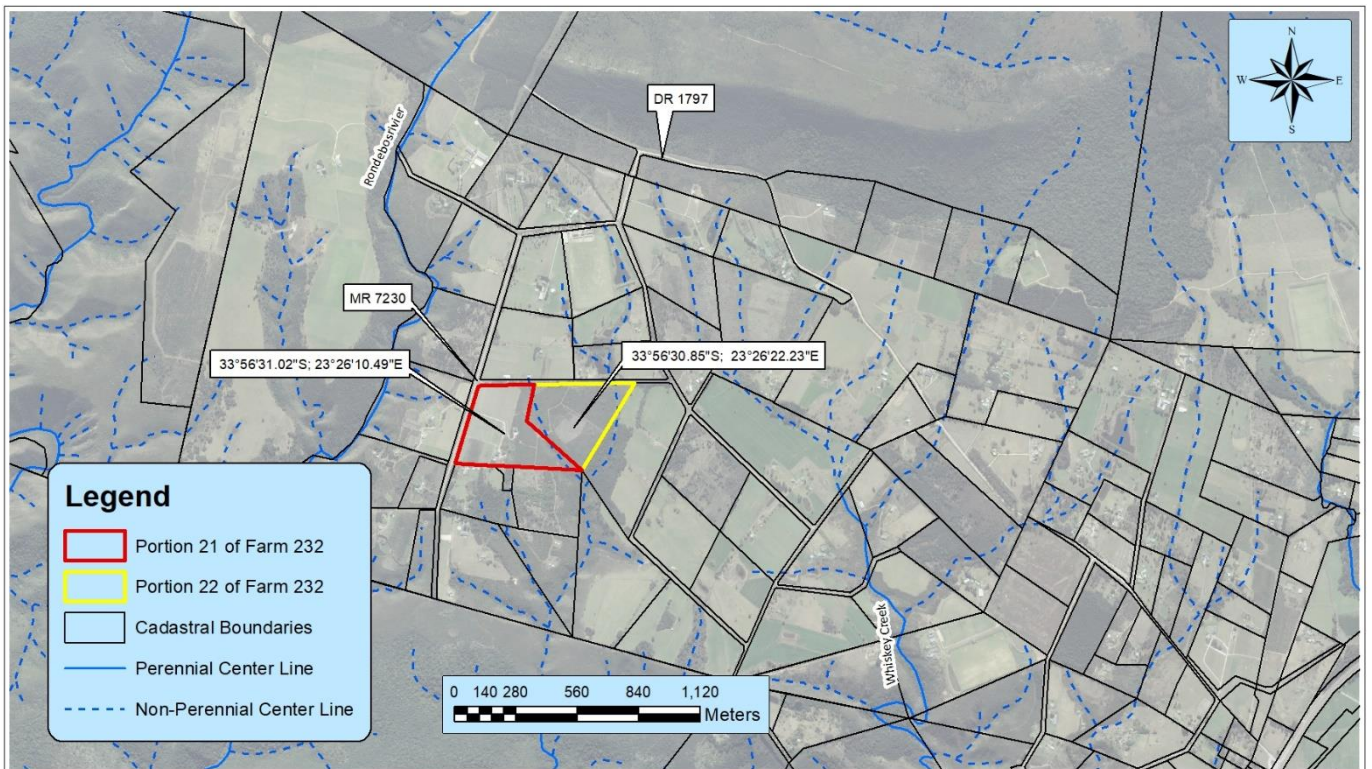 N
W E
S
DR 1797
Rondebosrivier
MR 7230
33°56'31.02"S; 23°26'10.49"E
33°56'30.85"S; 23°26'22.23"E
Legend
Portion 21 of Farm 232
Portion 22 of Farm 232
Cadastral Boundaries
Perennial Center Line
Non-Perennial Center Line
0 140 280 560 840 1,120
Meters
Whiskey Creek